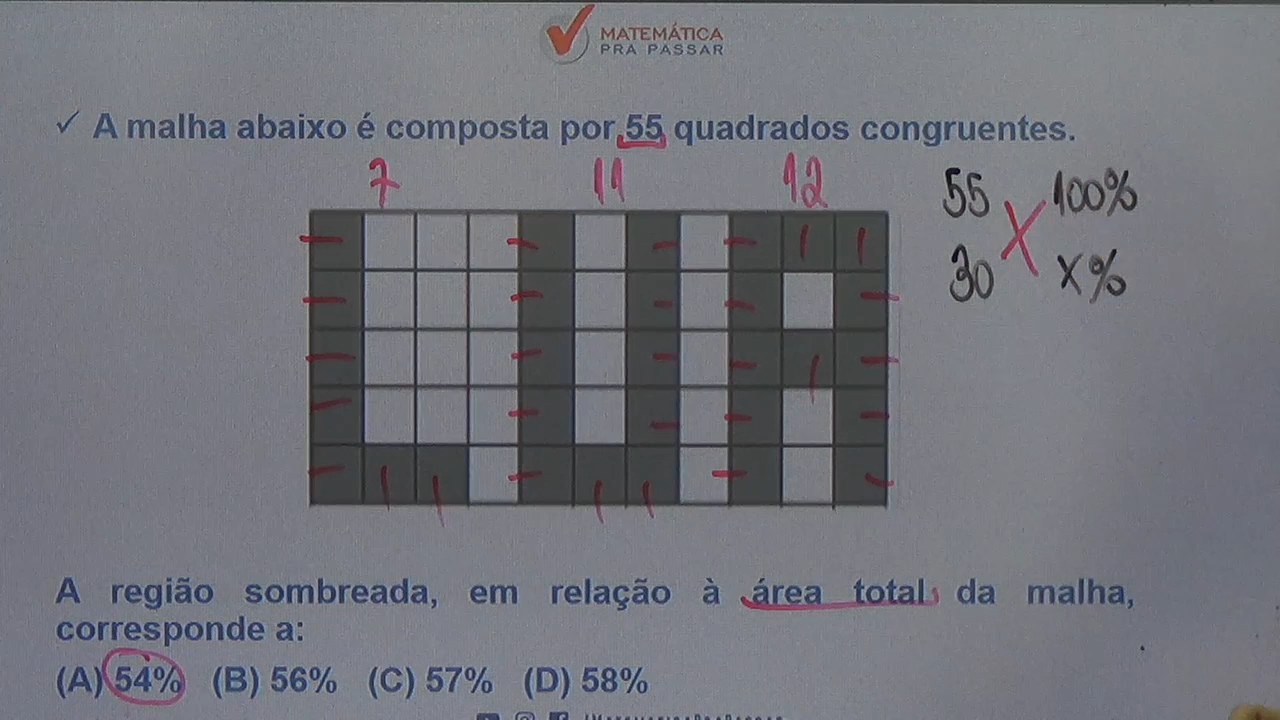 MATEMÁTICA
PRA PASSAR
✓ A malha abaixo é composta por 55 quadrados congruentes.
7 11 12
55 100%
30 X%
A região sombreada, em relação à área total da malha,
corresponde a:
(A) 54% (B) 56% (C) 57% (D) 58%